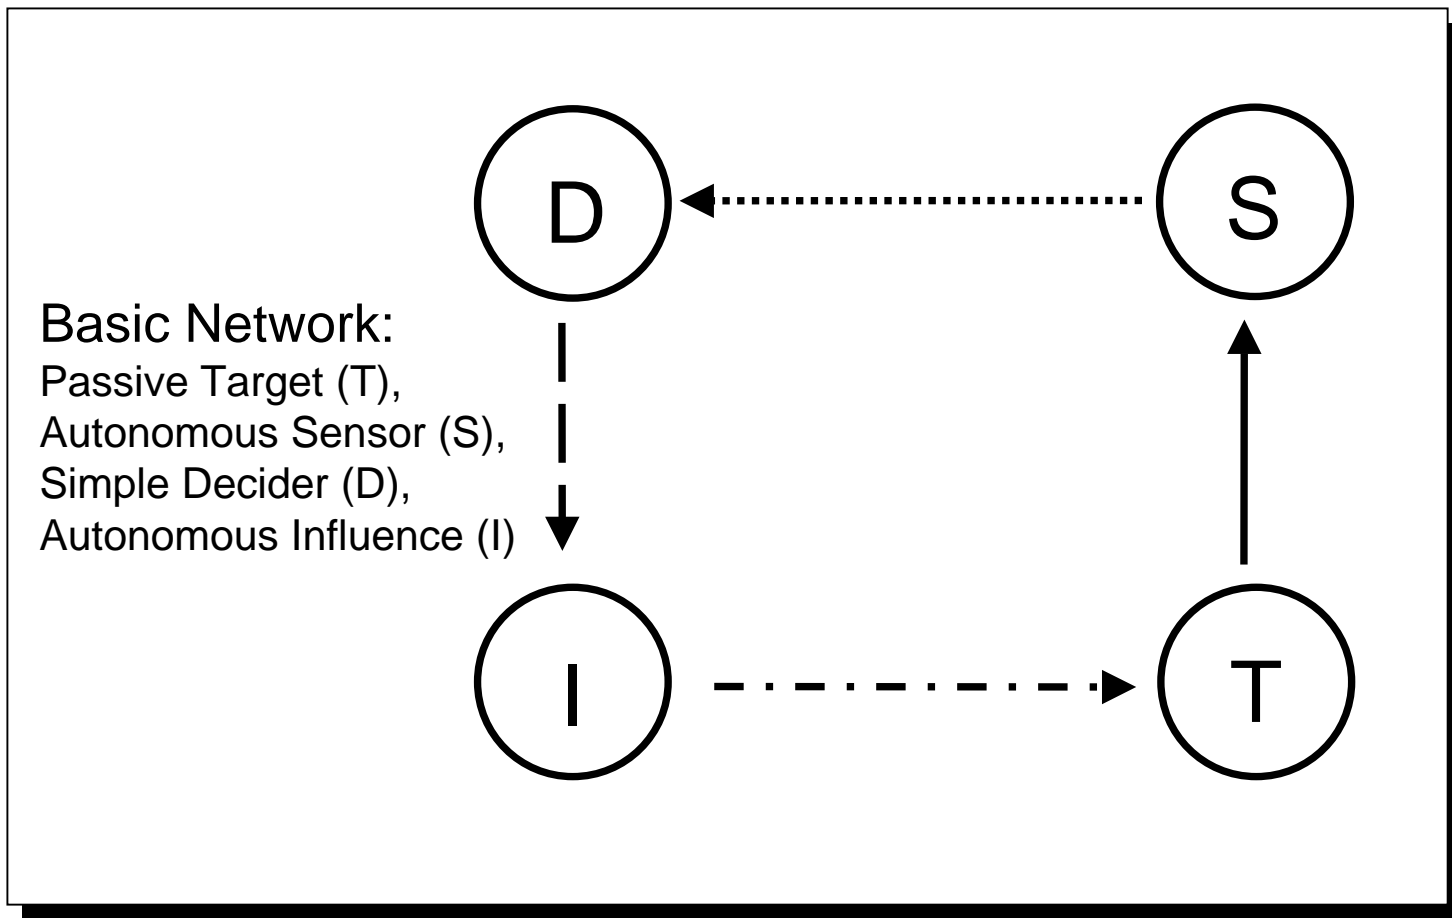 D
S
Basic Network:
Passive Target (T),
Autonomous Sensor (S),
Simple Decider (D),
Autonomous Influence (I)
I
T